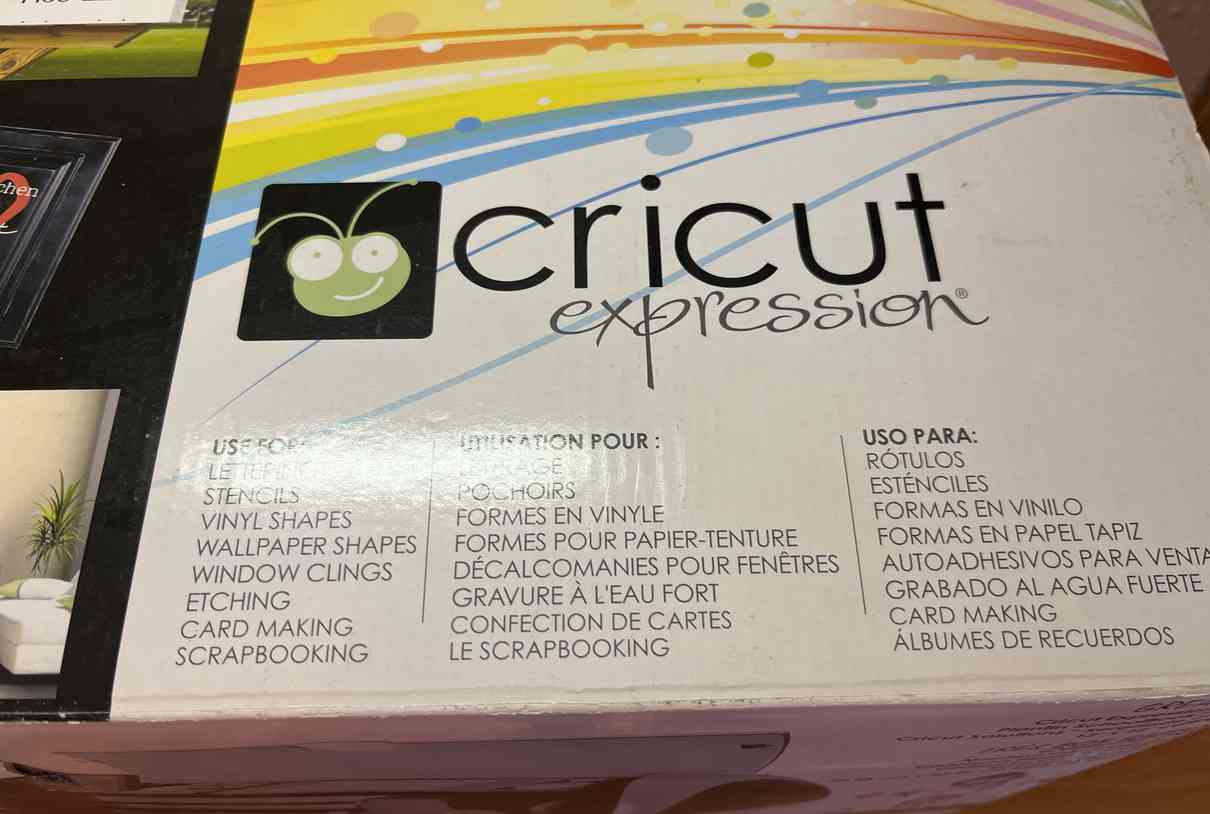 chen
cricut
expression®
USE FOR:
LETTERING
STENCILS
VINYL SHAPES
WALLPAPER SHAPES
WINDOW CLINGS
ETCHING
CARD MAKING
SCRAPBOOKING
UTILISATION POUR :
LETTRAGE
POCHOIRS
FORMES EN VINYLE
FORMES POUR PAPIER-TENTURE
DÉCALCOMANIES POUR FENÊTRES
GRAVURE À L'EAU FORT
CONFECTION DE CARTES
LE SCRAPBOOKING
USO PARA:
RÓTULOS
ESTÉNCILES
FORMAS EN VINILO
FORMAS EN PAPEL TAPIZ
AUTOADHESIVOS PARA VENTA
GRABADO AL AGUA FUERTE
CARD MAKING
ÁLBUMES DE RECUERDOS